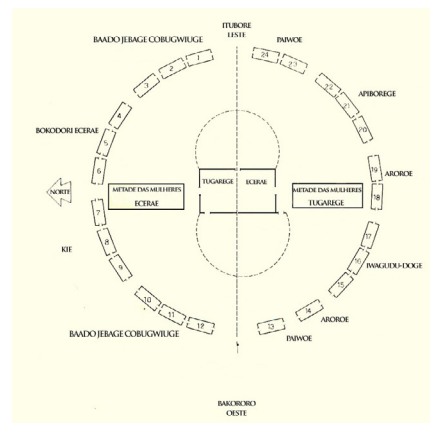 ITUBORE
LESTE
BAADO JEBAGE COBUGWIUGE
PAIWOE
1
2
3
24
23
22
21
20
APIBOREGE
4
5
6
BOKODORI ECERAE
19
18
AROROE
TUGAREGE
ECERAE
METADE DAS MULHERES
ECERAE
METADE DAS MULHERES
TUGAREGE
NORTE
7
8
9
KIE
17
16
15
IWAGUDU-DOGE
10
11
12
14
13
AROROE
BAADO JEBAGE COBUGWIUGE
PAIWOE
BAKORORO
OESTE